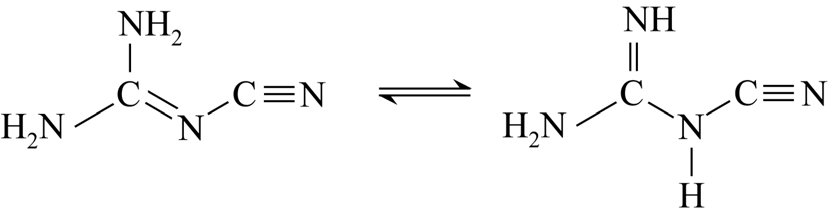 NH₂ NH
C C≡N ⇌ C C≡N
H₂N N H₂N N
H